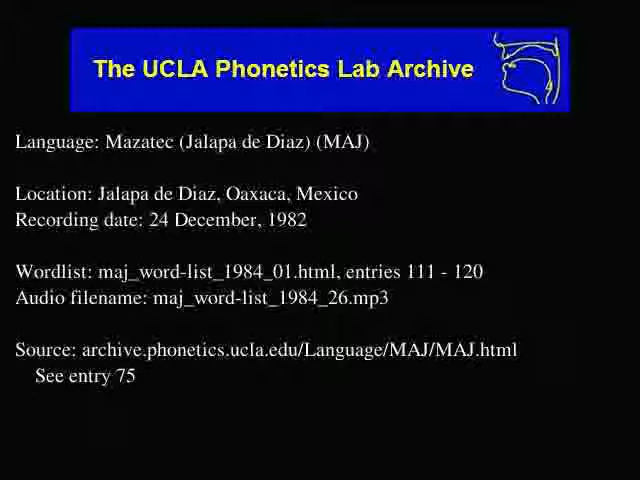 The UCLA Phonetics Lab Archive
Language: Mazatec (Jalapa de Diaz) (MAJ)
Location: Jalapa de Diaz, Oaxaca, Mexico
Recording date: 24 December, 1982
Wordlist: maj_word-list_1984_01.html, entries 111 - 120
Audio filename: maj_word-list_1984_26.mp3
Source: archive.phonetics.ucla.edu/Language/MAJ/MAJ.html
See entry 75